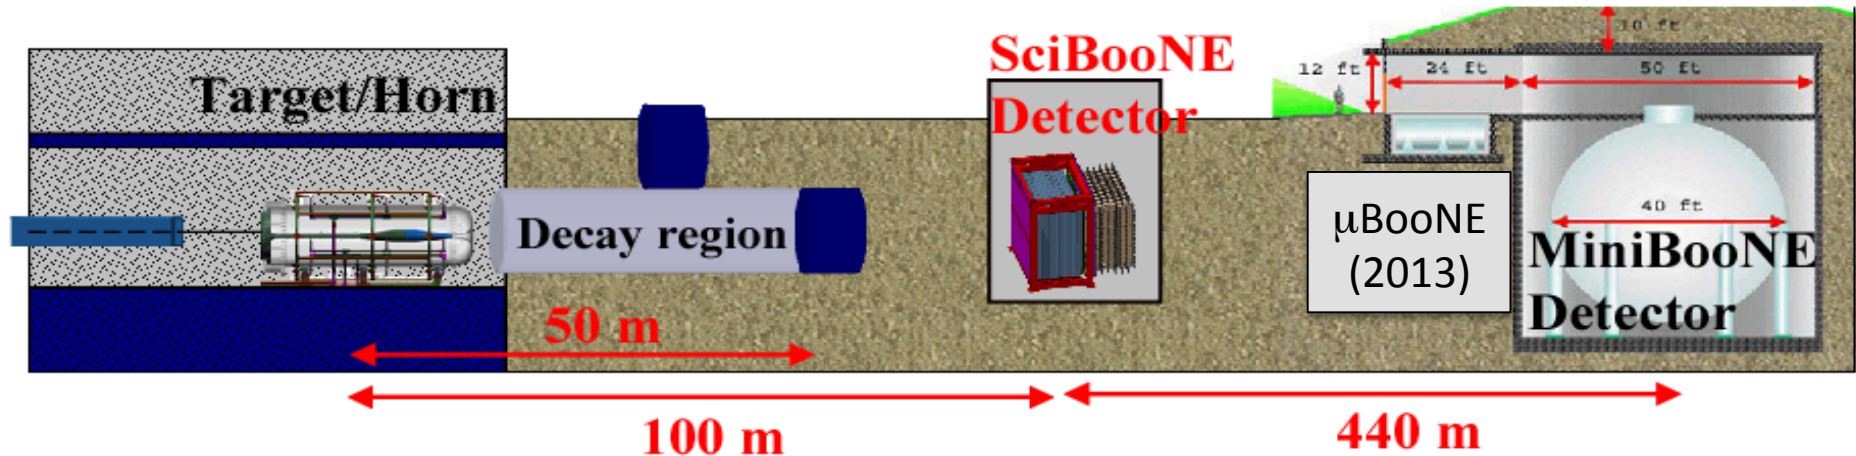 Target/Horn
Decay region
50 m
100 m
SciBooNE
Detector
440 m
10 ft
12 ft
24 ft
50 ft
40 ft
μBooNE
(2013)
MiniBooNE
Detector